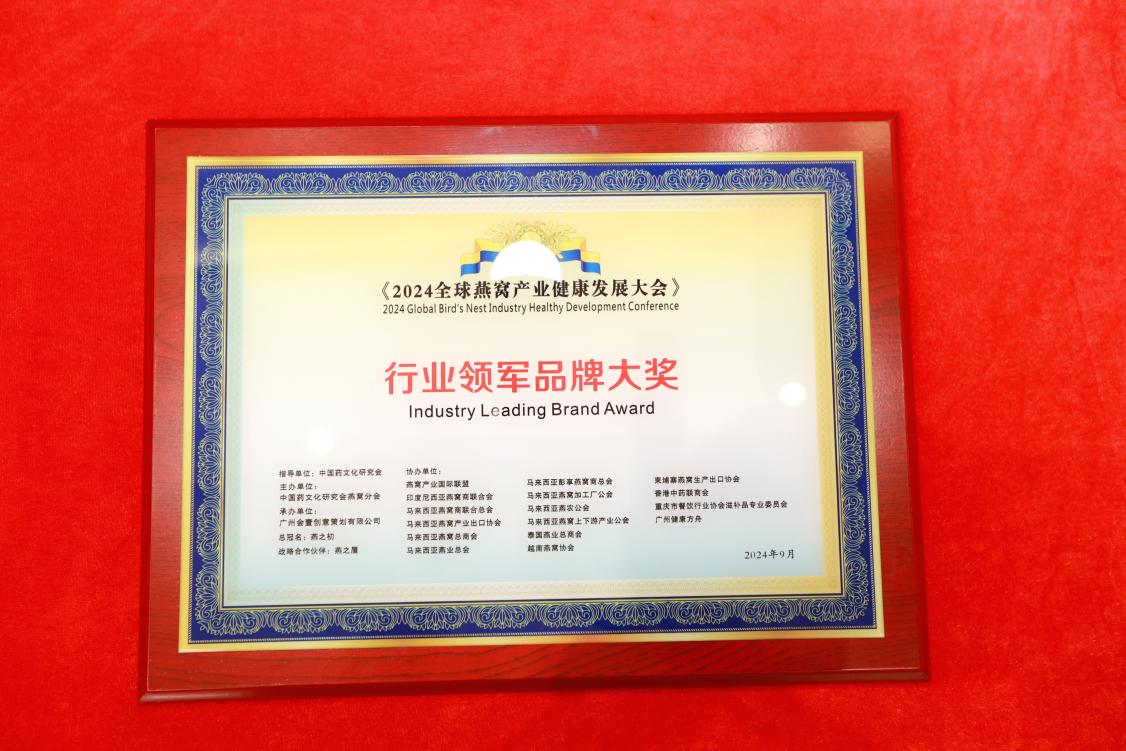 《2024全球燕窝产业健康发展大会》
2024 Global Bird's Nest Industry Healthy Development Conference
行业领军品牌大奖
Industry Leading Brand Award
指导单位：中国药文化研究会
主办单位：
中国药文化研究会燕窝分会
承办单位：
广州会壹创意策划有限公司
总冠名：燕之初
战略合作伙伴：燕之屋
协办单位：
燕窝产业国际联盟
印度尼西亚燕窝商联合会
马来西亚燕窝商联合总会
马来西亚燕窝产业出口协会
马来西亚燕窝总商会
马来西亚燕业总会
马来西亚彭享燕窝商总会
马来西亚燕窝加工厂公会
马来西亚燕农公会
马来西亚燕窝上下游产业公会
泰国燕业总商会
越南燕窝协会
柬埔寨燕窝生产出口协会
香港中药联商会
重庆市餐饮行业协会滋补品专业委员会
广州健康方舟
2024年9月